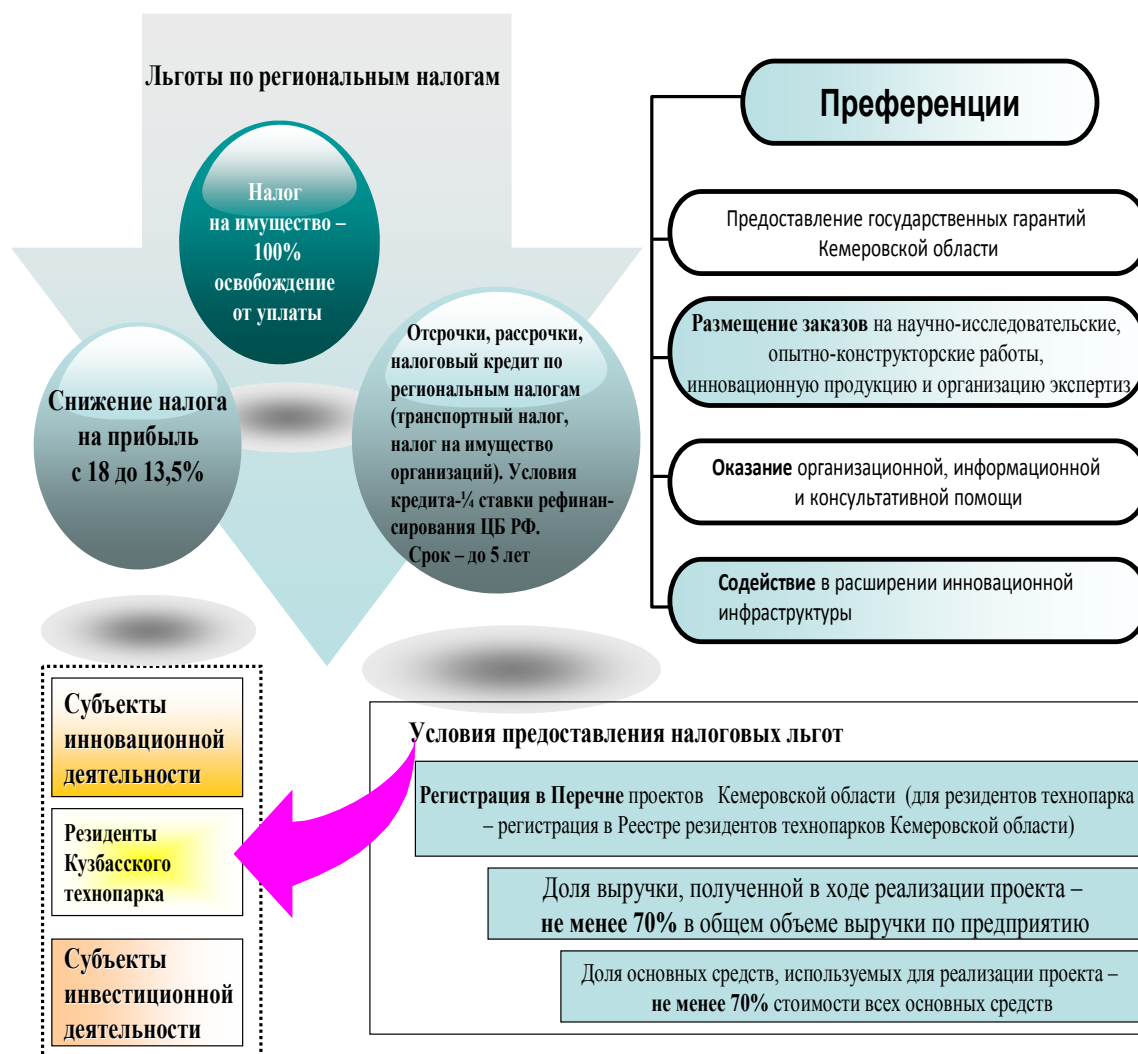 Льготы по региональным налогам
Налог
на имущество –
100%
освобождение
от уплаты
Снижение налога
на прибыль
с 18 до 13,5%
Отсрочки, рассрочки,
налоговый кредит по
региональным налогам
(транспортный налог,
налог на имущество
организаций). Условия
кредита-¼ ставки рефинан-
сирования ЦБ РФ.
Срок – до 5 лет
Преференции
Предоставление государственных гарантий
Кемеровской области
Размещение заказов на научно-исследовательские,
опытно-конструкторские работы,
инновационную продукцию и организацию экспертиз
Оказание организационной, информационной
и консультативной помощи
Содействие в расширении инновационной
инфраструктуры
Субъекты
инновационной
деятельности
Резиденты
Кузбасского
технопарка
Субъекты
инвестиционной
деятельности
Условия предоставления налоговых льгот
Регистрация в Перечне проектов Кемеровской области (для резидентов технопарка
– регистрация в Реестре резидентов технопарков Кемеровской области)
Доля выручки, полученной в ходе реализации проекта –
не менее 70% в общем объеме выручки по предприятию
Доля основных средств, используемых для реализации проекта –
не менее 70% стоимости всех основных средств